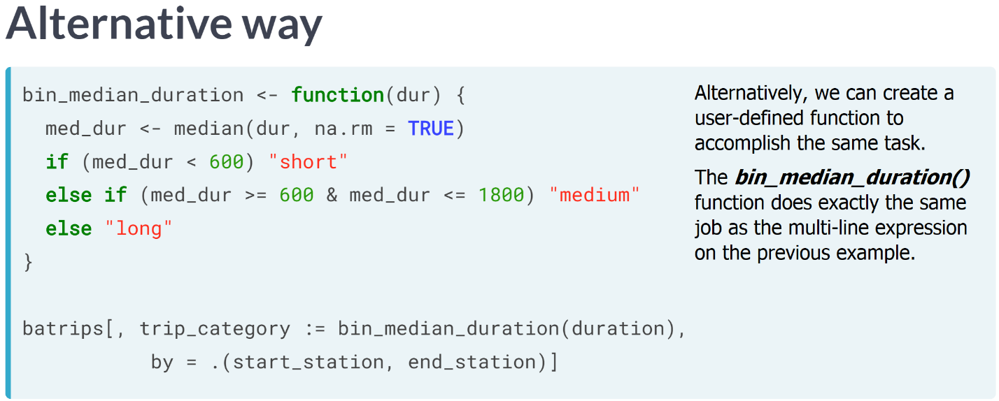 Alternative way
bin_median_duration <- function(dur) {
  med_dur <- median(dur, na.rm = TRUE)
  if (med_dur < 600) "short"
  else if (med_dur >= 600 & med_dur <= 1800) "medium"
  else "long"
}
batrips[, trip_category := bin_median_duration(duration),
           by = .(start_station, end_station)]
Alternatively, we can create a
user-defined function to
accomplish the same task.
The bin_median_duration()
function does exactly the same
job as the multi-line expression
on the previous example.